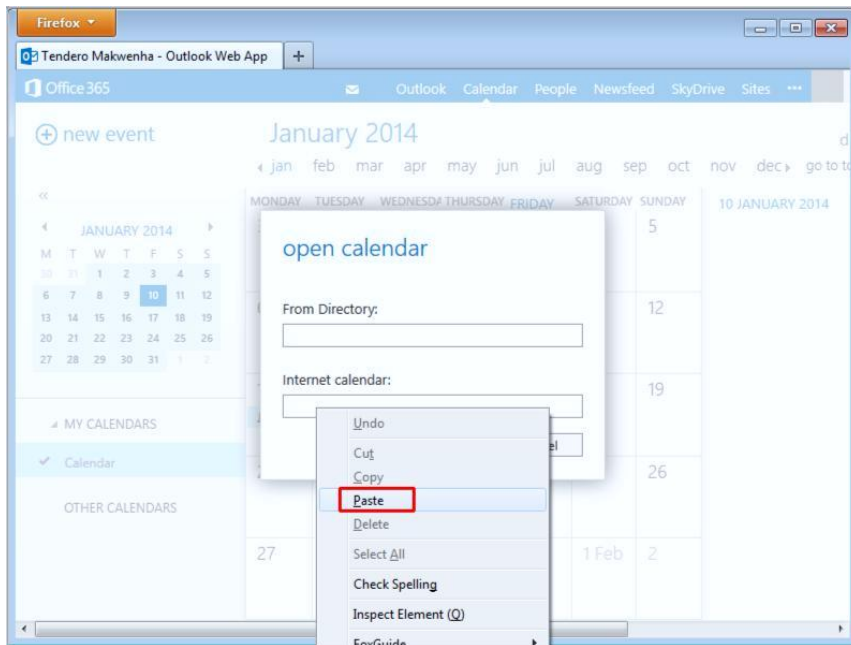 Firefox
Tendero Makwenha - Outlook Web App
Office 365
Outlook Calendar People Newsfeed SkyDrive Sites •••
new event
January 2014
jan feb mar apr may jun jul aug sep oct nov dec go to
MONDAY TUESDAY THURSDAY FRIDAY SATURDAY SUNDAY
10 JANUARY 2014
5
12
19
26
27
1 Feb 2
JANUARY 2014
M T W T F S S
30 31 1 2 3 4 5
6 7 8 9 10 11 12
13 14 15 16 17 18 19
20 21 22 23 24 25 26
27 28 29 30 31 1 2
MY CALENDARS
Calendar
OTHER CALENDARS
open calendar
From Directory:
Internet calendar:
Undo
Cut
Copy
Paste
Delete
Select All
Check Spelling
Inspect Element (Q)
FoxGuide